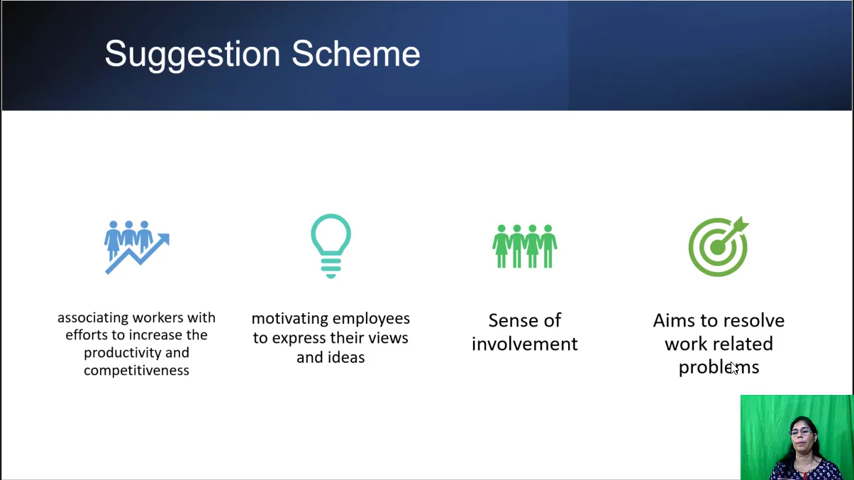 Suggestion Scheme
associating workers with
efforts to increase the
productivity and
competitiveness
motivating employees
to express their views
and ideas
Sense of
involvement
Aims to resolve
work related
problems